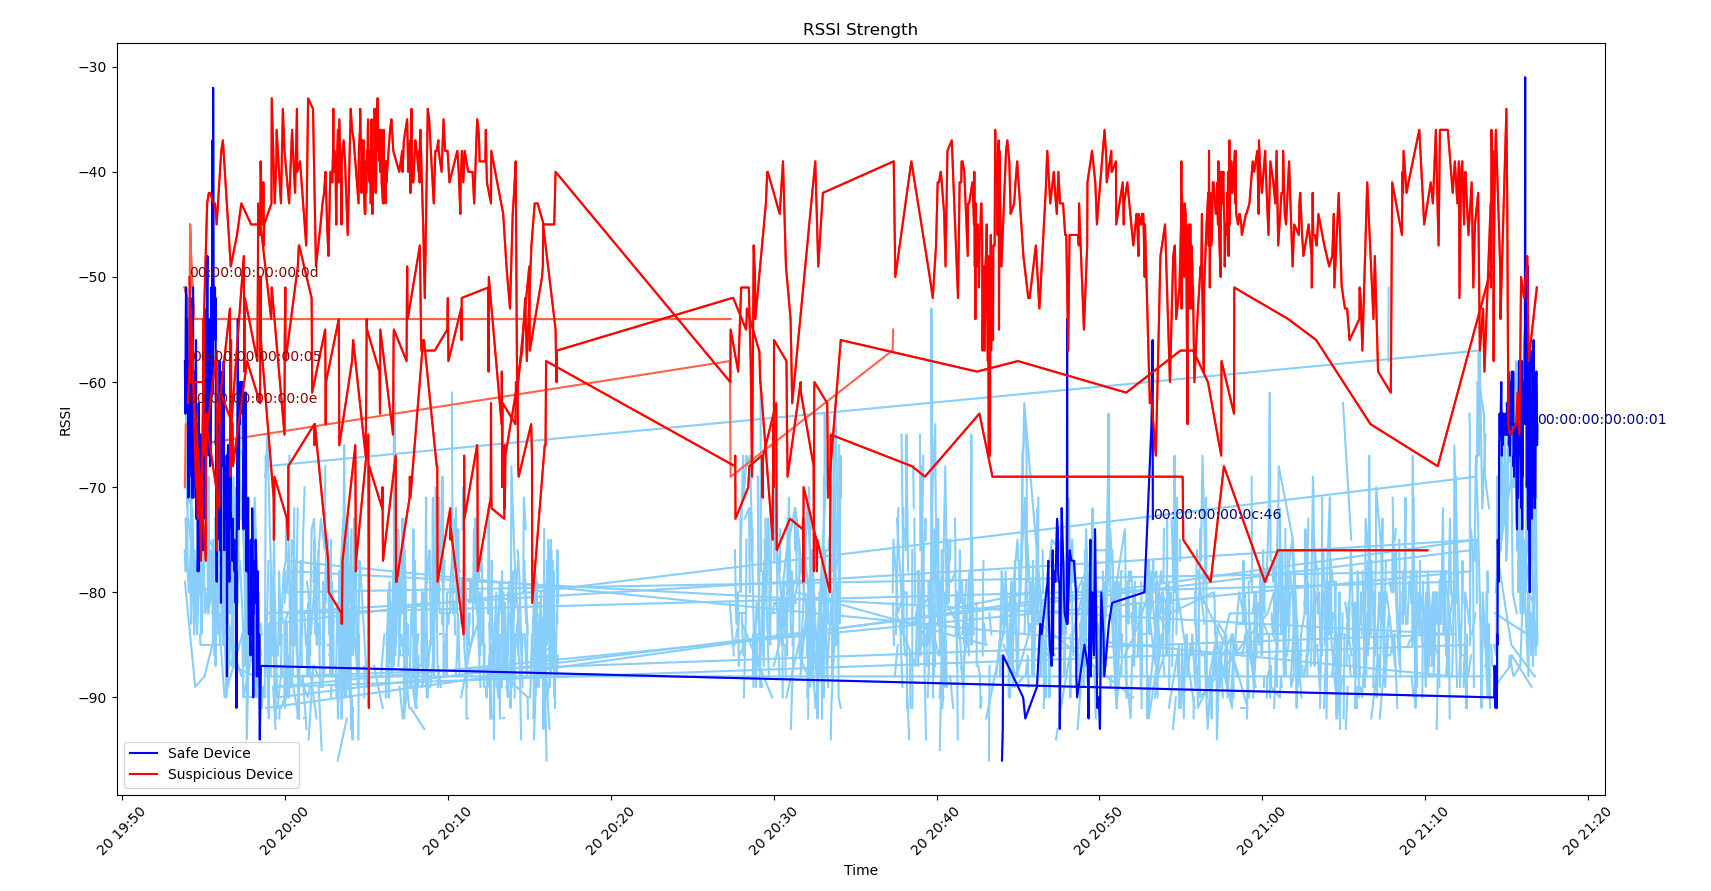 RSSI Strength
−30
−40
−50
−60
−70
−80
−90
RSSI
00:00:00:00:00:0d
00:00:00:00:00:05
00:00:00:00:00:0e
00:00:00:00:00:01
00:00:00:00:0c:46
Safe Device
Suspicious Device
20 19:50
20 20:00
20 20:10
20 20:20
20 20:30
20 20:40
20 20:50
20 21:00
20 21:10
20 21:20
Time